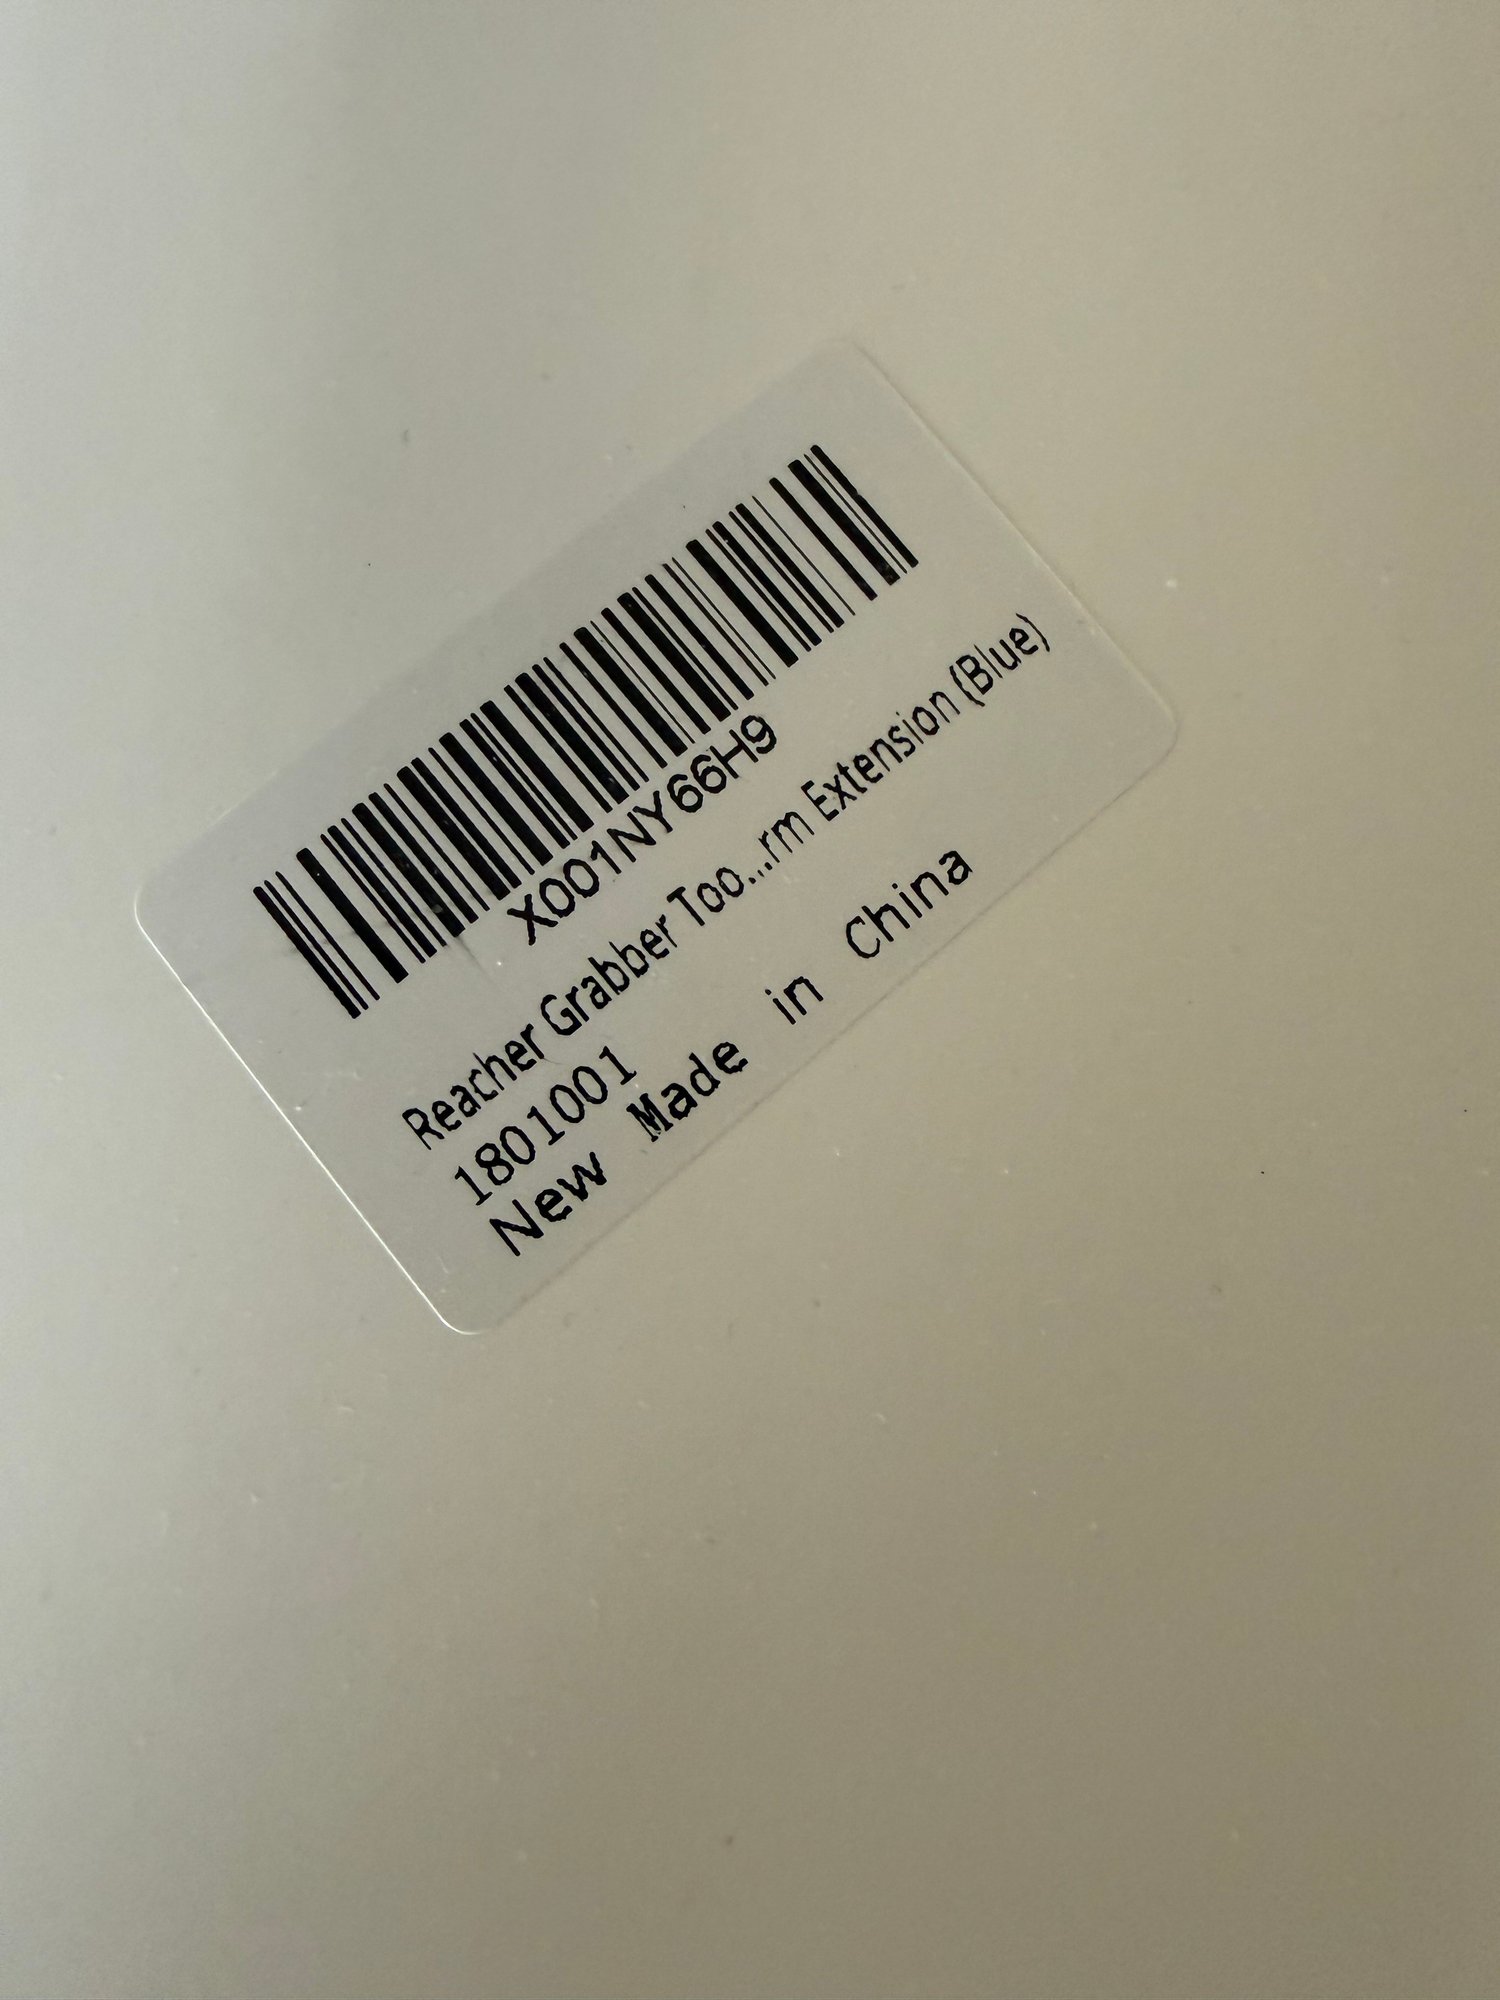 X001NY66H9
Reacher Grabber Too...rm Extension (Blue)
1801001
New Made in China